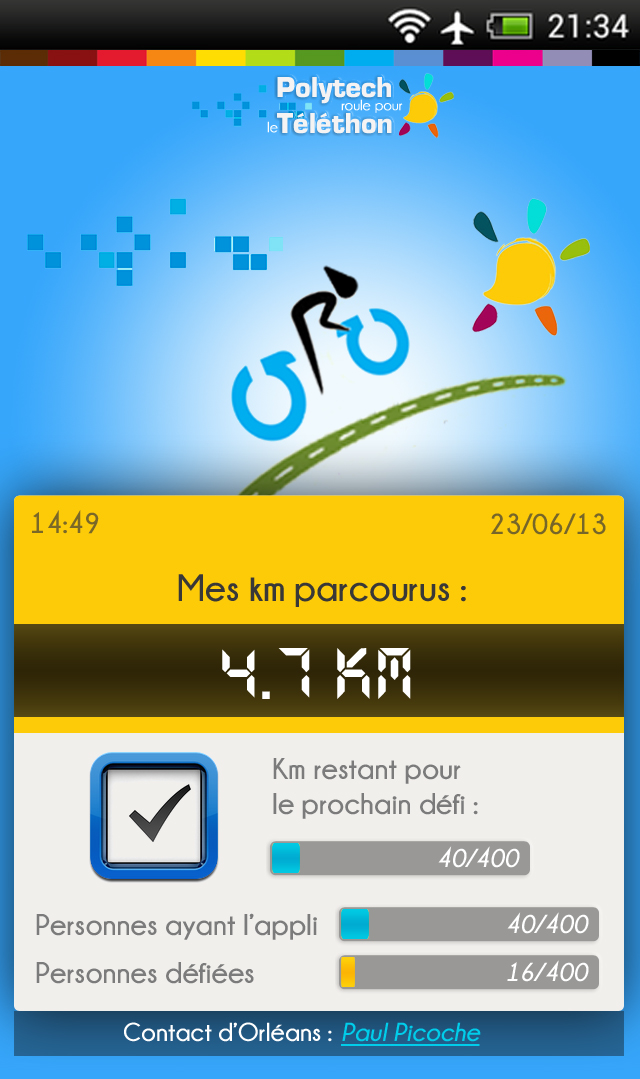 21:34
Polytech
roule pour
le Téléthon
14:49 23/06/13
Mes km parcourus :
4.7 KM
Km restant pour
le prochain défi :
40/400
Personnes ayant l'appli 40/400
Personnes défiées 16/400
Contact d'Orléans : Paul Picoche